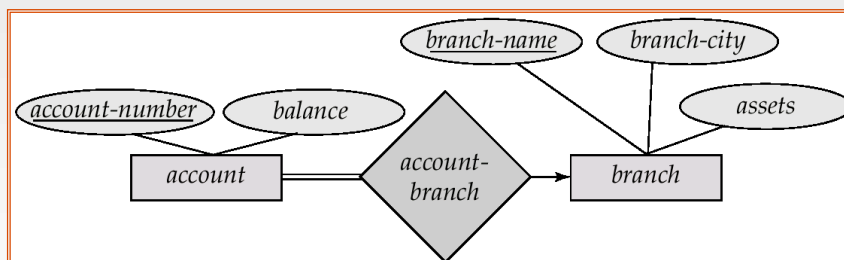 branch-name
branch-city
account-number
balance
assets
account
account-
branch
branch